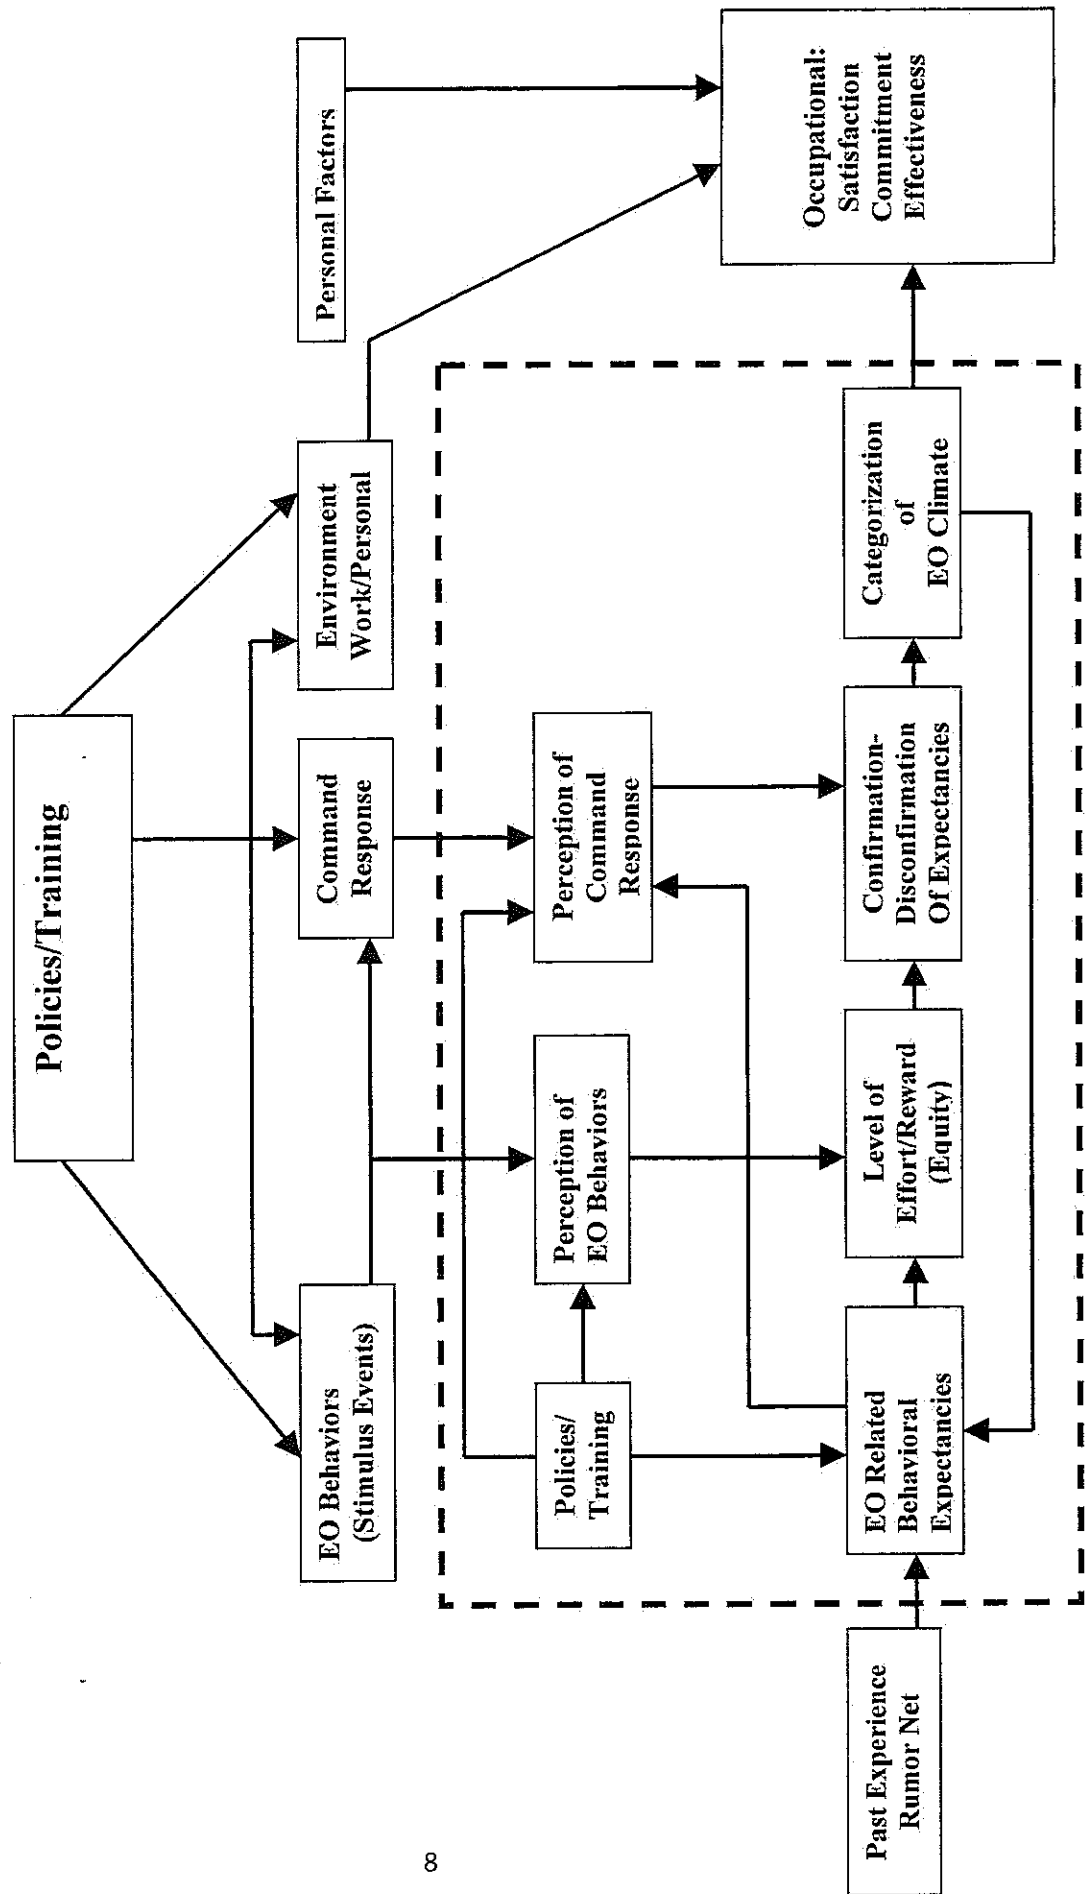 Policies/Training
EO Behaviors
(Stimulus Events)
Command
Response
Environment
Work/Personal
Personal Factors
Policies/
Training
Perception of
EO Behaviors
Perception of
Command
Response
Past Experience
Rumor Net
EO Related
Behavioral
Expectancies
Level of
Effort/Reward
(Equity)
Confirmation-
Disconfirmation
Of Expectancies
Categorization
of
EO Climate
Occupational:
Satisfaction
Commitment
Effectiveness
8